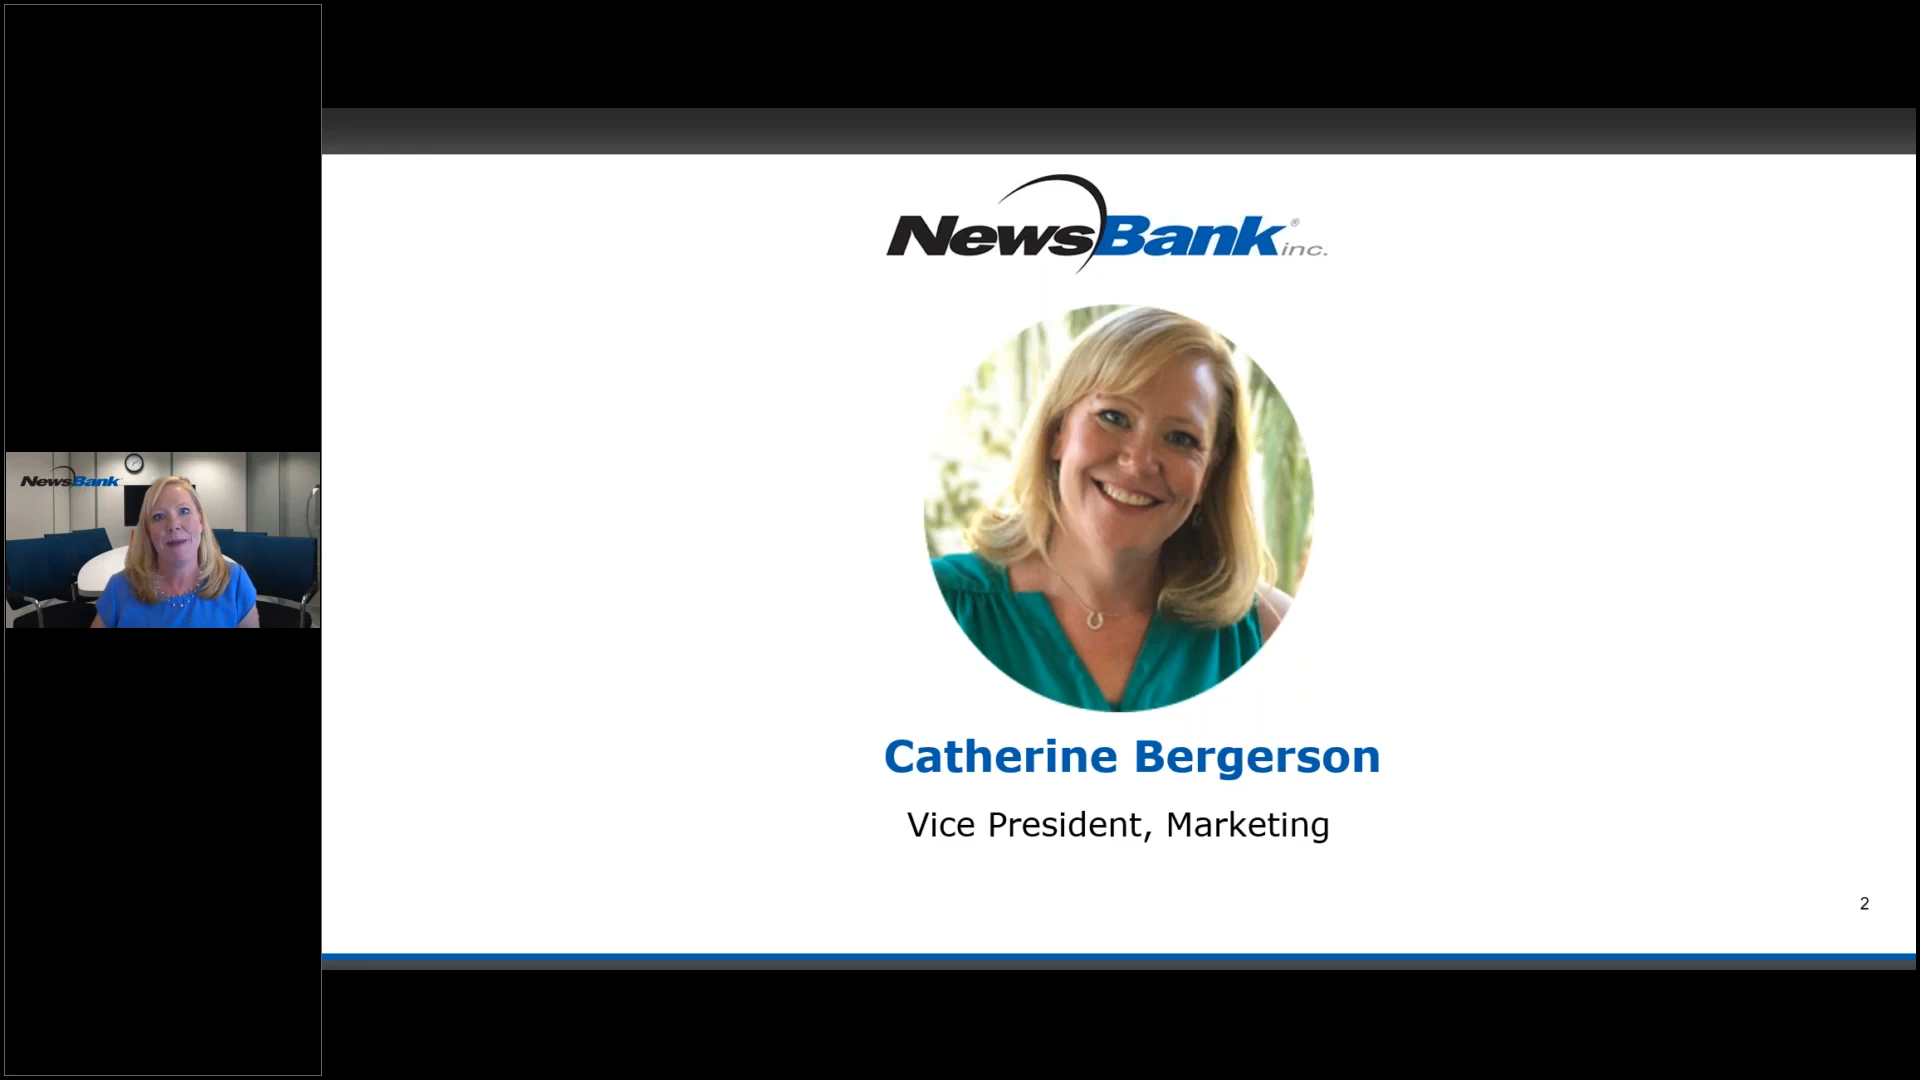 NewsBank
NewsBank® inc.
Catherine Bergerson
Vice President, Marketing
2